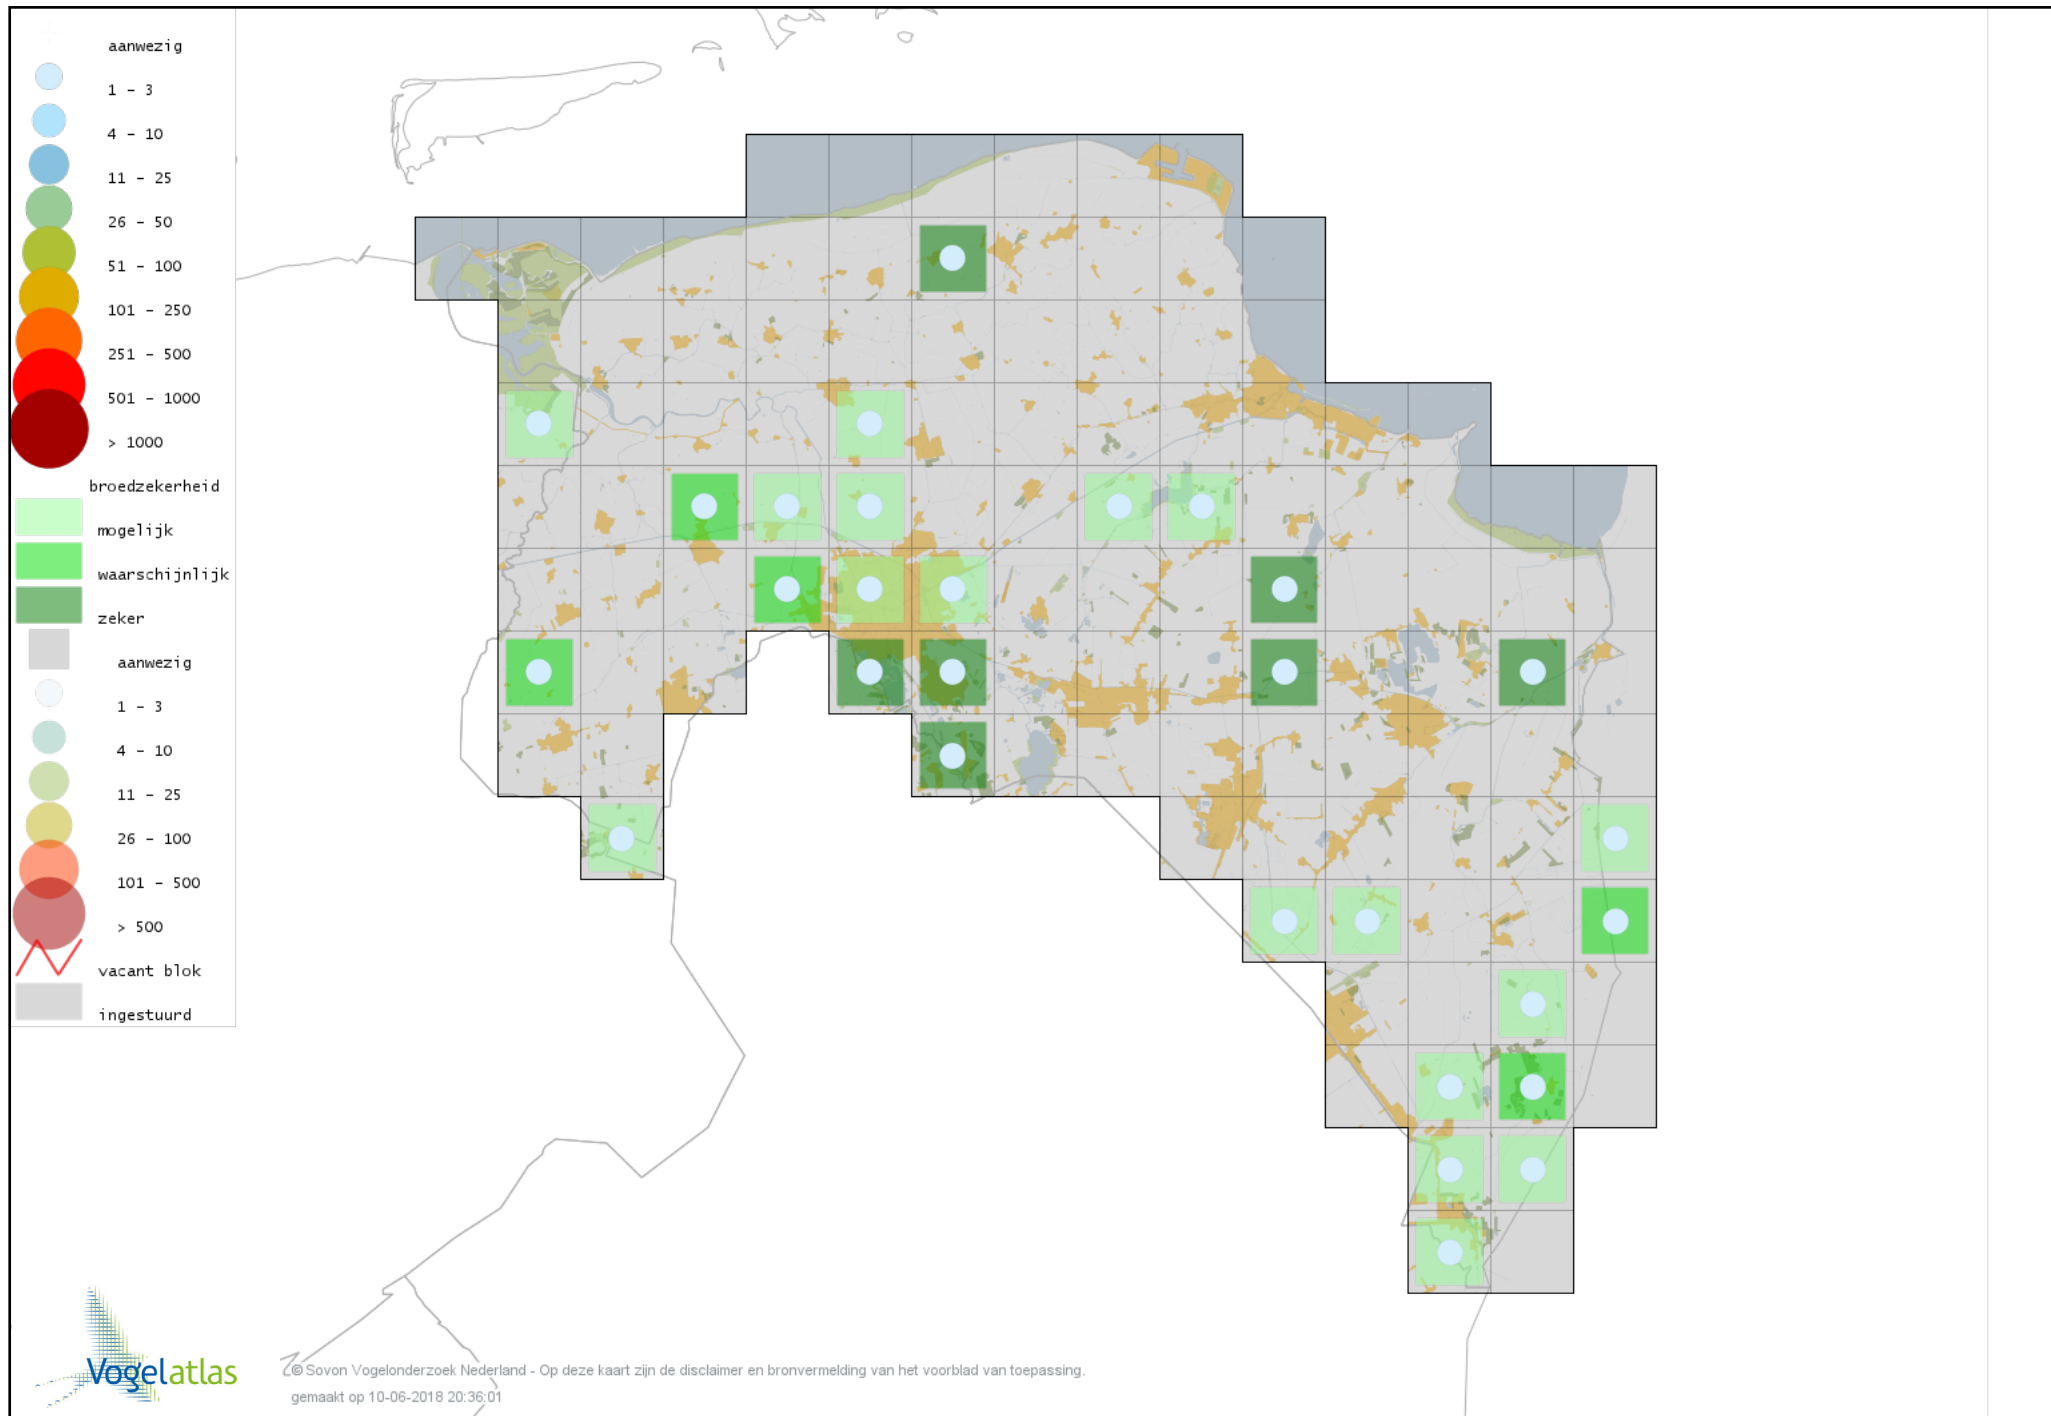 aanwezig
1 - 3
4 - 10
11 - 25
26 - 50
51 - 100
101 - 250
251 - 500
501 - 1000
> 1000
broedzekerheid
mogelijk
waarschijnlijk
zeker
aanwezig
1 - 3
4 - 10
11 - 25
26 - 100
101 - 500
> 500
vacant blok
ingestuurd
Vogelatlas
© Sovon Vogelonderzoek Nederland - Op deze kaart zijn de disclaimer en bronvermelding van het voorblad van toepassing.
gemaakt op 10-06-2018 20:36:01